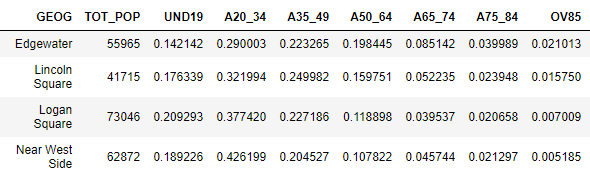 GEOG TOT_POP UND19 A20_34 A35_49 A50_64 A65_74 A75_84 OV85
Edgewater 55965 0.142142 0.290003 0.223265 0.198445 0.085142 0.039989 0.021013
Lincoln
Square 41715 0.176339 0.321994 0.249982 0.159751 0.052235 0.023948 0.015750
Logan
Square 73046 0.209293 0.377420 0.227186 0.118898 0.039537 0.020658 0.007009
Near West
Side 62872 0.189226 0.426199 0.204527 0.107822 0.045744 0.021297 0.005185